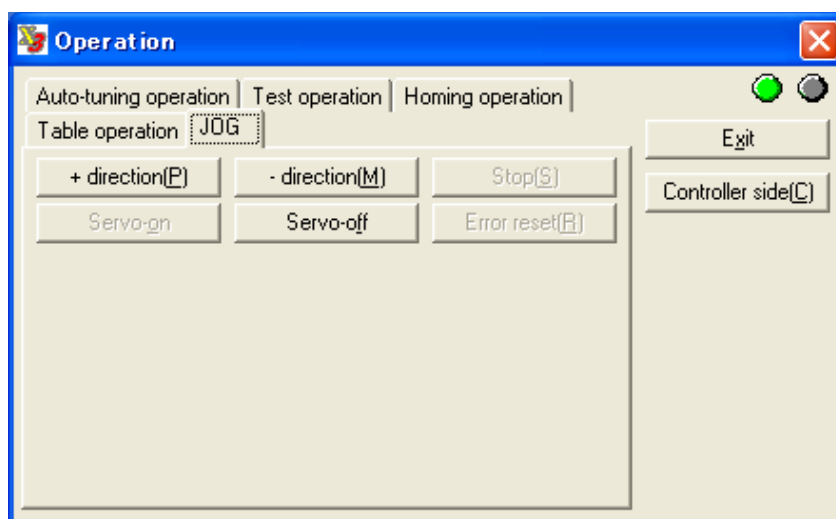 Operation
Auto-tuning operation Test operation Homing operation
Table operation JOG
Exit
+ direction(P) - direction(M) Stop(S)
Controller side(C)
Servo-on Servo-off Error reset(R)